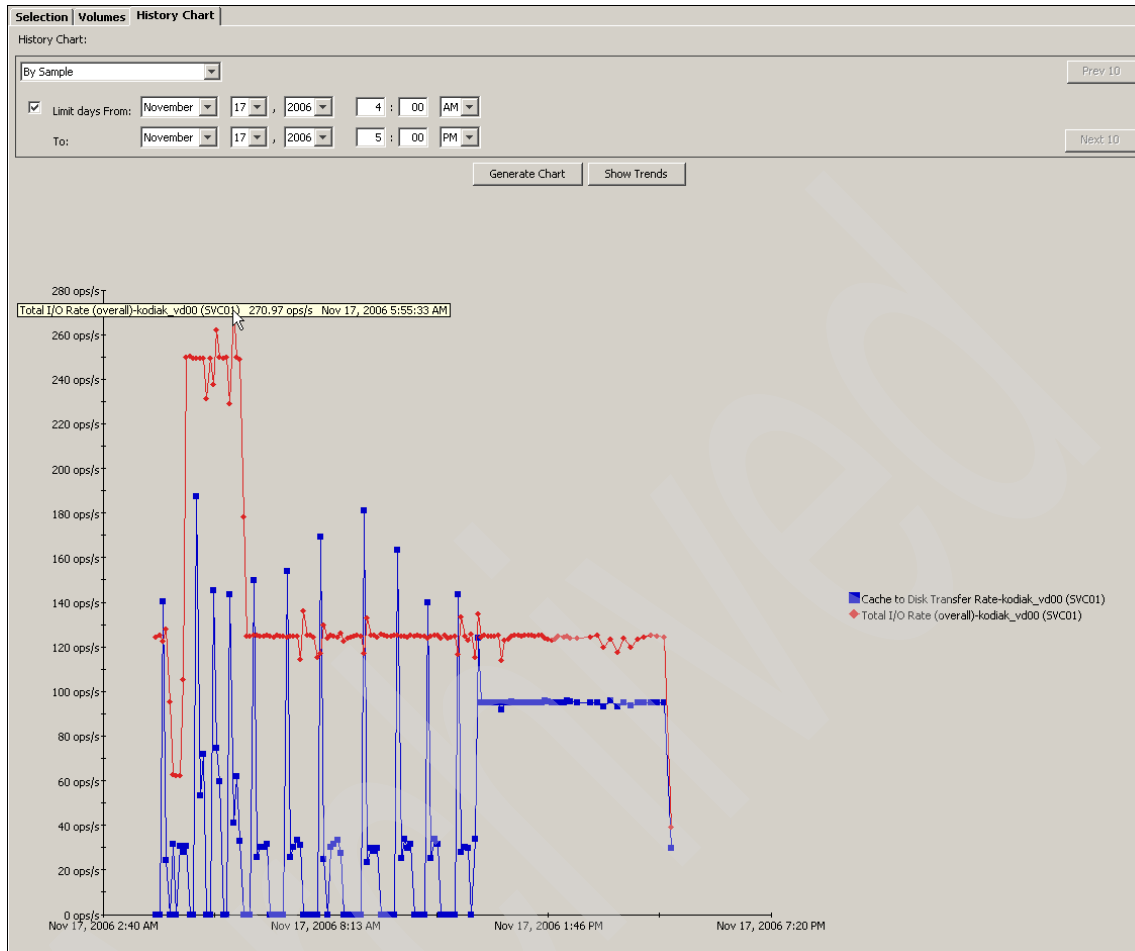 Selection Volumes History Chart
History Chart:
By Sample
Prev 10
Limit days From: November 17 , 2006 4 : 00 AM
To: November 17 , 2006 5 : 00 PM
Next 10
Generate Chart Show Trends
280 ops/s
Total I/O Rate (overall)-kodiak_vd00 (SVC01) 270.97 ops/s Nov 17, 2006 5:55:33 AM
260 ops/s
240 ops/s
220 ops/s
200 ops/s
180 ops/s
160 ops/s
140 ops/s
Cache to Disk Transfer Rate-kodiak_vd00 (SVC01)
Total I/O Rate (overall)-kodiak_vd00 (SVC01)
120 ops/s
100 ops/s
80 ops/s
60 ops/s
40 ops/s
20 ops/s
0 ops/s
Nov 17, 2006 2:40 AM Nov 17, 2006 8:13 AM Nov 17, 2006 1:46 PM Nov 17, 2006 7:20 PM